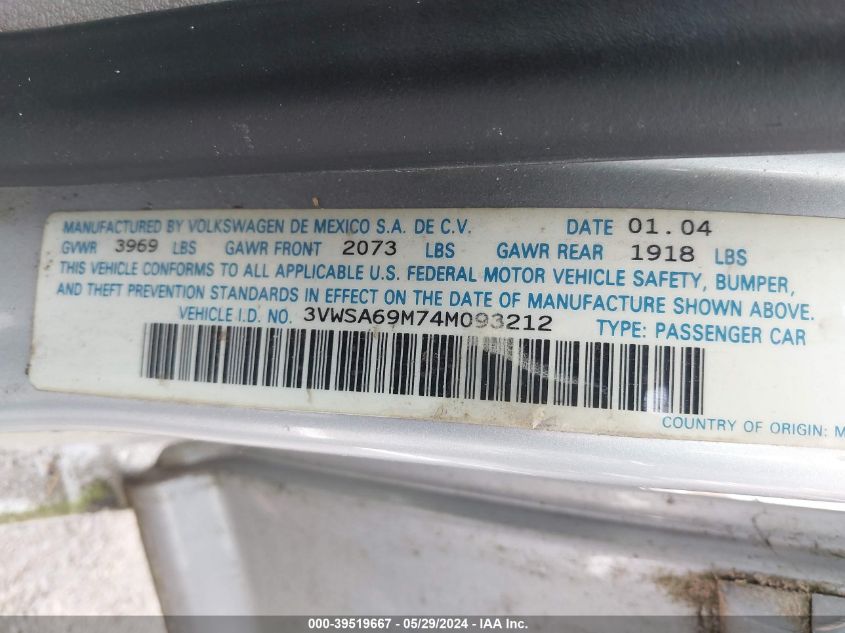 MANUFACTURED BY VOLKSWAGEN DE MEXICO S.A. DE C.V. DATE 01.04
GVWR 3969 LBS GAWR FRONT 2073 LBS GAWR REAR 1918 LBS
THIS VEHICLE CONFORMS TO ALL APPLICABLE U.S. FEDERAL MOTOR VEHICLE SAFETY, BUMPER,
AND THEFT PREVENTION STANDARDS IN EFFECT ON THE DATE OF MANUFACTURE SHOWN ABOVE.
VEHICLE I.D. NO. 3VWSA69M74M093212 TYPE: PASSENGER CAR
COUNTRY OF ORIGIN: M
000-39519667 - 05/29/2024 - IAA Inc.